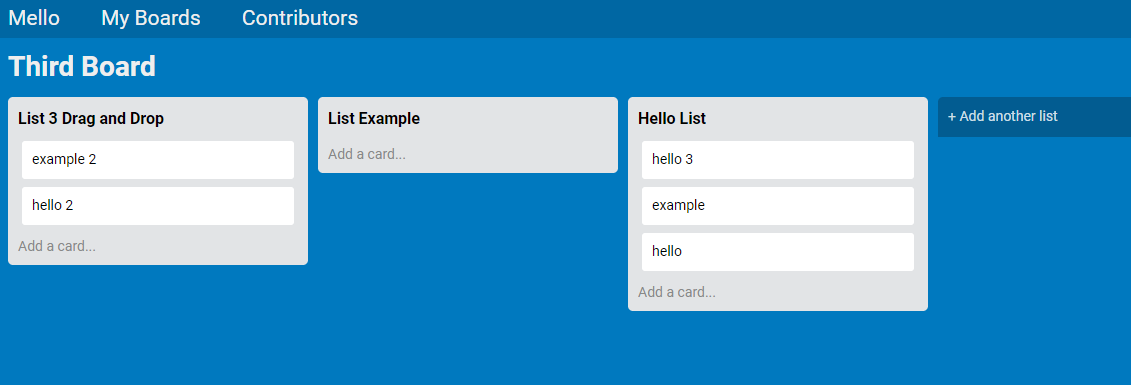 Mello My Boards Contributors
Third Board
List 3 Drag and Drop
example 2
hello 2
Add a card...
List Example
Add a card...
Hello List
hello 3
example
hello
Add a card...
+ Add another list